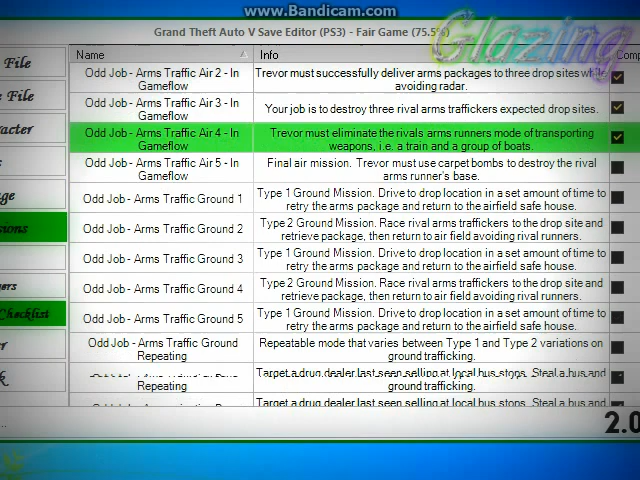 www.Bandicam.com
Grand Theft Auto V Save Editor (PS3) - Fair Game (75.5%)
Glazing
File
e File
racter
s
ge
sions
gers
Checklist
r
k
Name Info Comp
Odd Job - Arms Traffic Air 2 - In Gameflow Trevor must successfully deliver arms packages to three drop sites while avoiding radar.
Odd Job - Arms Traffic Air 3 - In Gameflow Your job is to destroy three rival arms traffickers expected drop sites.
Odd Job - Arms Traffic Air 4 - In Gameflow Trevor must eliminate the rivals arms runners mode of transporting weapons, i.e. a train and a group of boats.
Odd Job - Arms Traffic Air 5 - In Gameflow Final air mission. Trevor must use carpet bombs to destroy the rival arms runner's base.
Odd Job - Arms Traffic Ground 1 Type 1 Ground Mission. Drive to drop location in a set amount of time to retry the arms package and return to the airfield safe house.
Odd Job - Arms Traffic Ground 2 Type 2 Ground Mission. Race rival arms traffickers to the drop site and retrieve package, then return to air field avoiding rival runners.
Odd Job - Arms Traffic Ground 3 Type 1 Ground Mission. Drive to drop location in a set amount of time to retry the arms package and return to the airfield safe house.
Odd Job - Arms Traffic Ground 4 Type 2 Ground Mission. Race rival arms traffickers to the drop site and retrieve package, then return to air field avoiding rival runners.
Odd Job - Arms Traffic Ground 5 Type 1 Ground Mission. Drive to drop location in a set amount of time to retry the arms package and return to the airfield safe house.
Odd Job - Arms Traffic Ground Repeating Repeatable mode that varies between Type 1 and Type 2 variations on ground trafficking.
Repeating Target a drug dealer last seen selling at local bus stops. Steal a bus and ground trafficking.
Target a drug dealer last seen selling at local bus stops. Steal a bus and
2.0